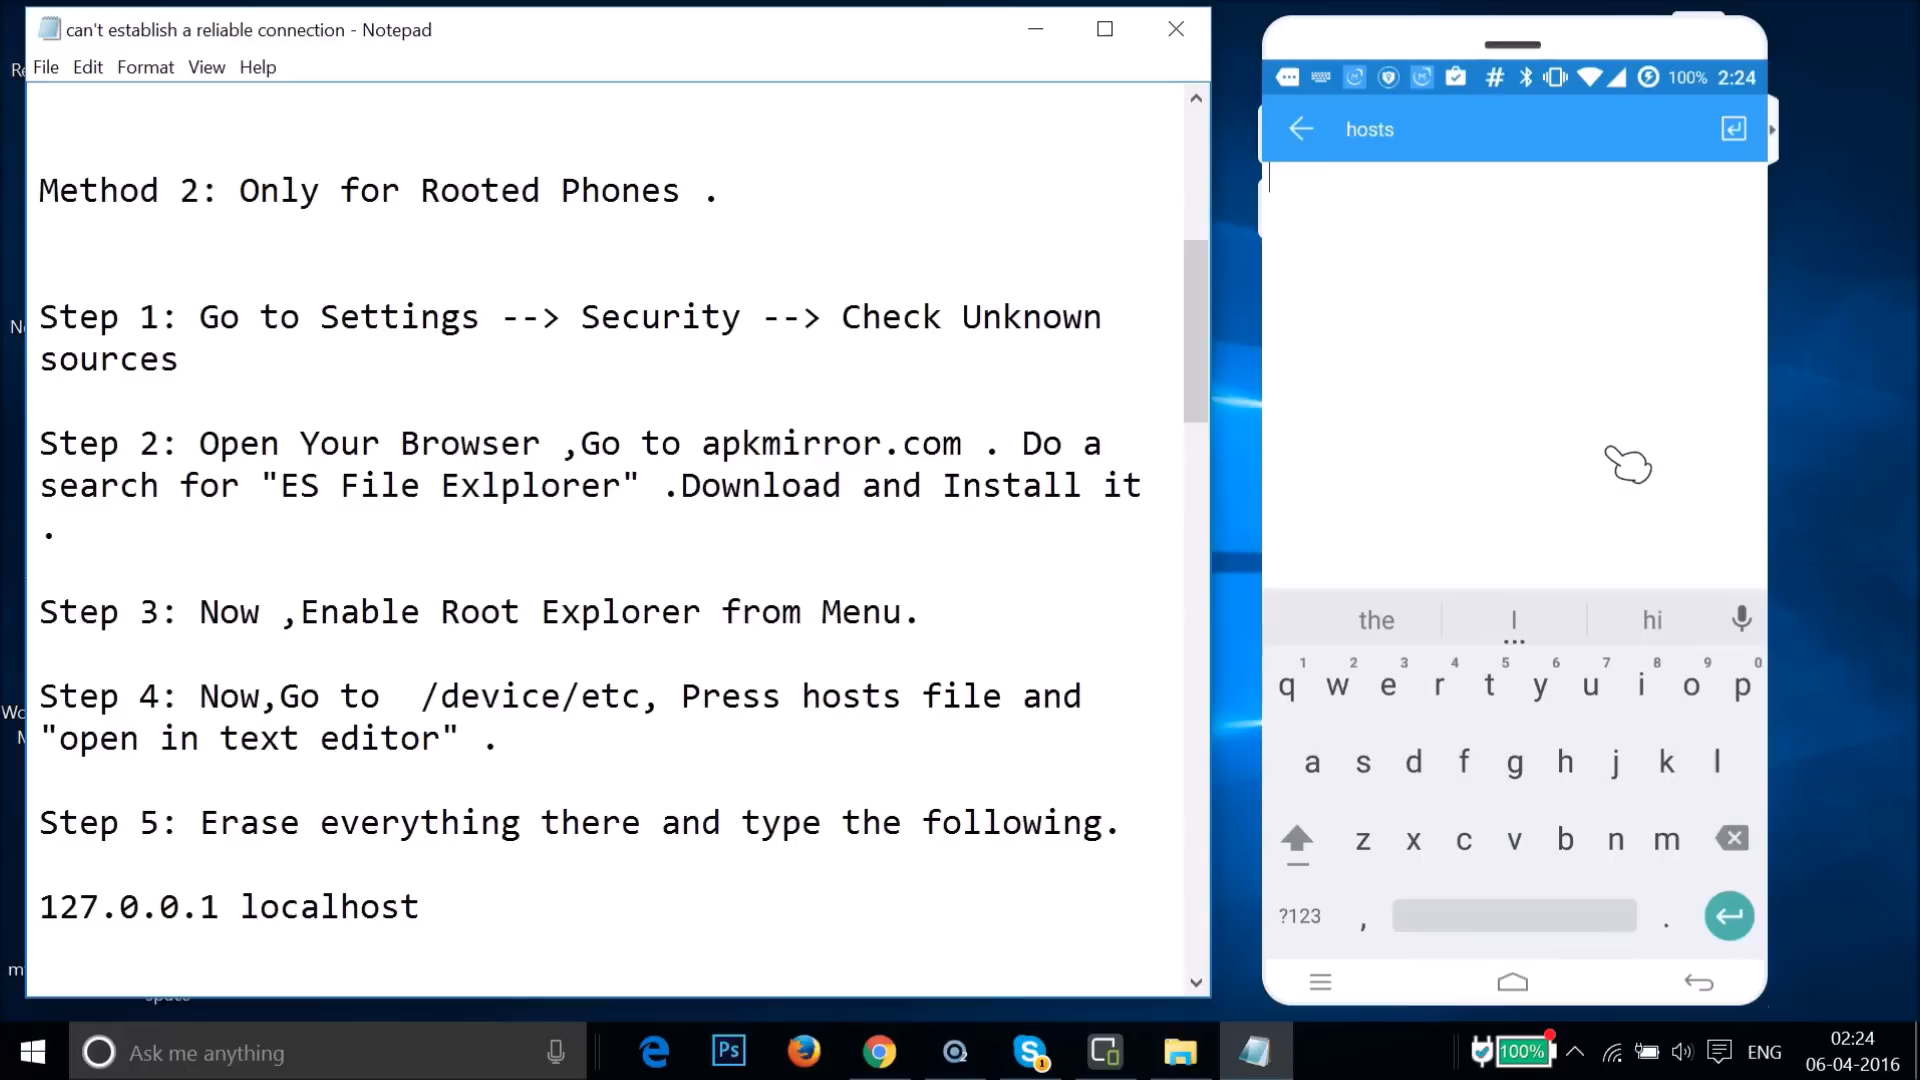 can't establish a reliable connection - Notepad
File Edit Format View Help
Method 2: Only for Rooted Phones .
Step 1: Go to Settings --> Security --> Check Unknown
sources
Step 2: Open Your Browser ,Go to apkmirror.com . Do a
search for "ES File Exlplorer" .Download and Install it
.
Step 3: Now ,Enable Root Explorer from Menu.
Step 4: Now,Go to  /device/etc, Press hosts file and
"open in text editor" .
Step 5: Erase everything there and type the following.
127.0.0.1 localhost
100% 2:24
hosts
the I hi
1 2 3 4 5 6 7 8 9 0
q w e r t y u i o p
a s d f g h j k l
z x c v b n m
?123 , .
Ask me anything
Ps
1
100%
ENG
02:24
06-04-2016